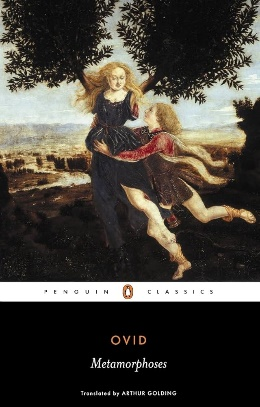 PENGUIN CLASSICS
OVID
Metamorphoses
Translated by ARTHUR GOLDING